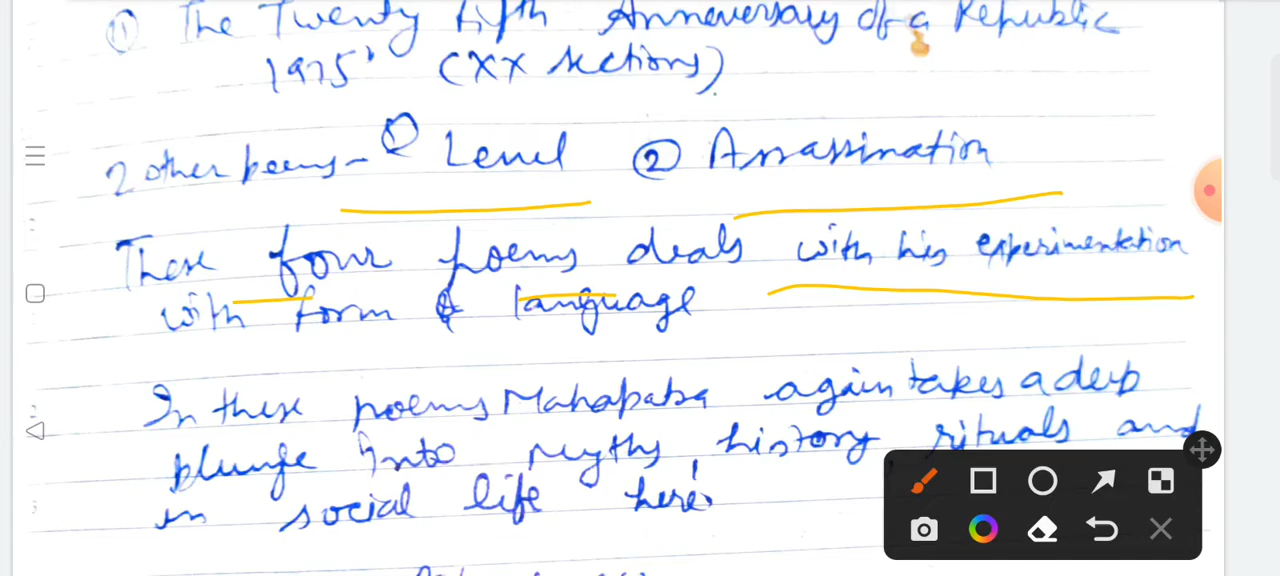 (1) The Twenty fifth Anneversary of a Republic
1975' (XX sections)
2 other poems - (1) Level (2) Assassination
These four poems deals with his experimentation
with form & language
In these poems Mahapatra again takes a deep
plunge into myths, history, rituals and
in social life here.